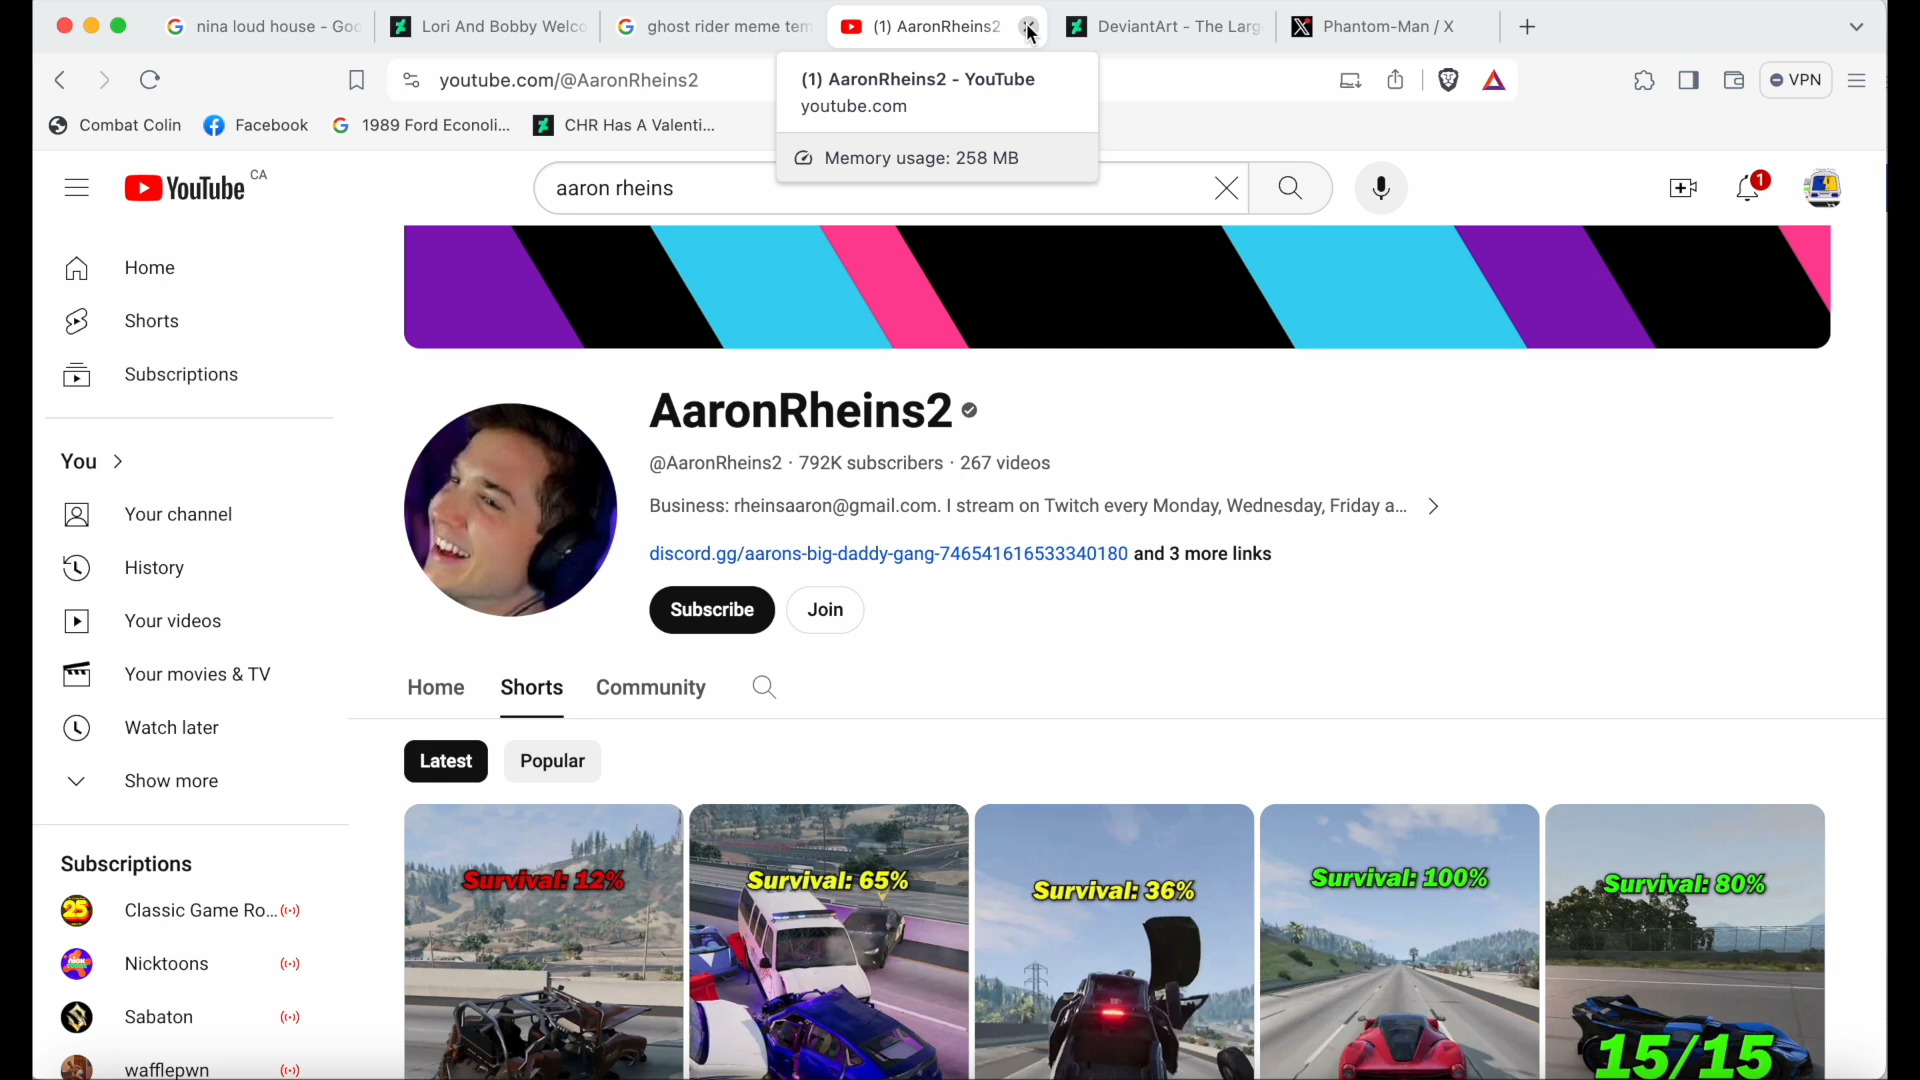 nina loud house - Goo
Lori And Bobby Welco
ghost rider meme tem
(1) AaronRheins2
DeviantArt - The Larg
Phantom-Man / X
youtube.com/@AaronRheins2
VPN
(1) AaronRheins2 - YouTube
youtube.com
Memory usage: 258 MB
Combat Colin
Facebook
1989 Ford Econoli...
CHR Has A Valenti...
YouTube CA
aaron rheins
1
Home
Shorts
Subscriptions
You
Your channel
History
Your videos
Your movies & TV
Watch later
Show more
Subscriptions
25
Classic Game Ro...
Nicktoons
Sabaton
wafflepwn
AaronRheins2
@AaronRheins2 · 792K subscribers · 267 videos
Business: rheinsaaron@gmail.com. I stream on Twitch every Monday, Wednesday, Friday a...
discord.gg/aarons-big-daddy-gang-746541616533340180 and 3 more links
Subscribe
Join
Home
Shorts
Community
Latest
Popular
Survival: 12%
Survival: 65%
Survival: 36%
Survival: 100%
Survival: 80%
15/15